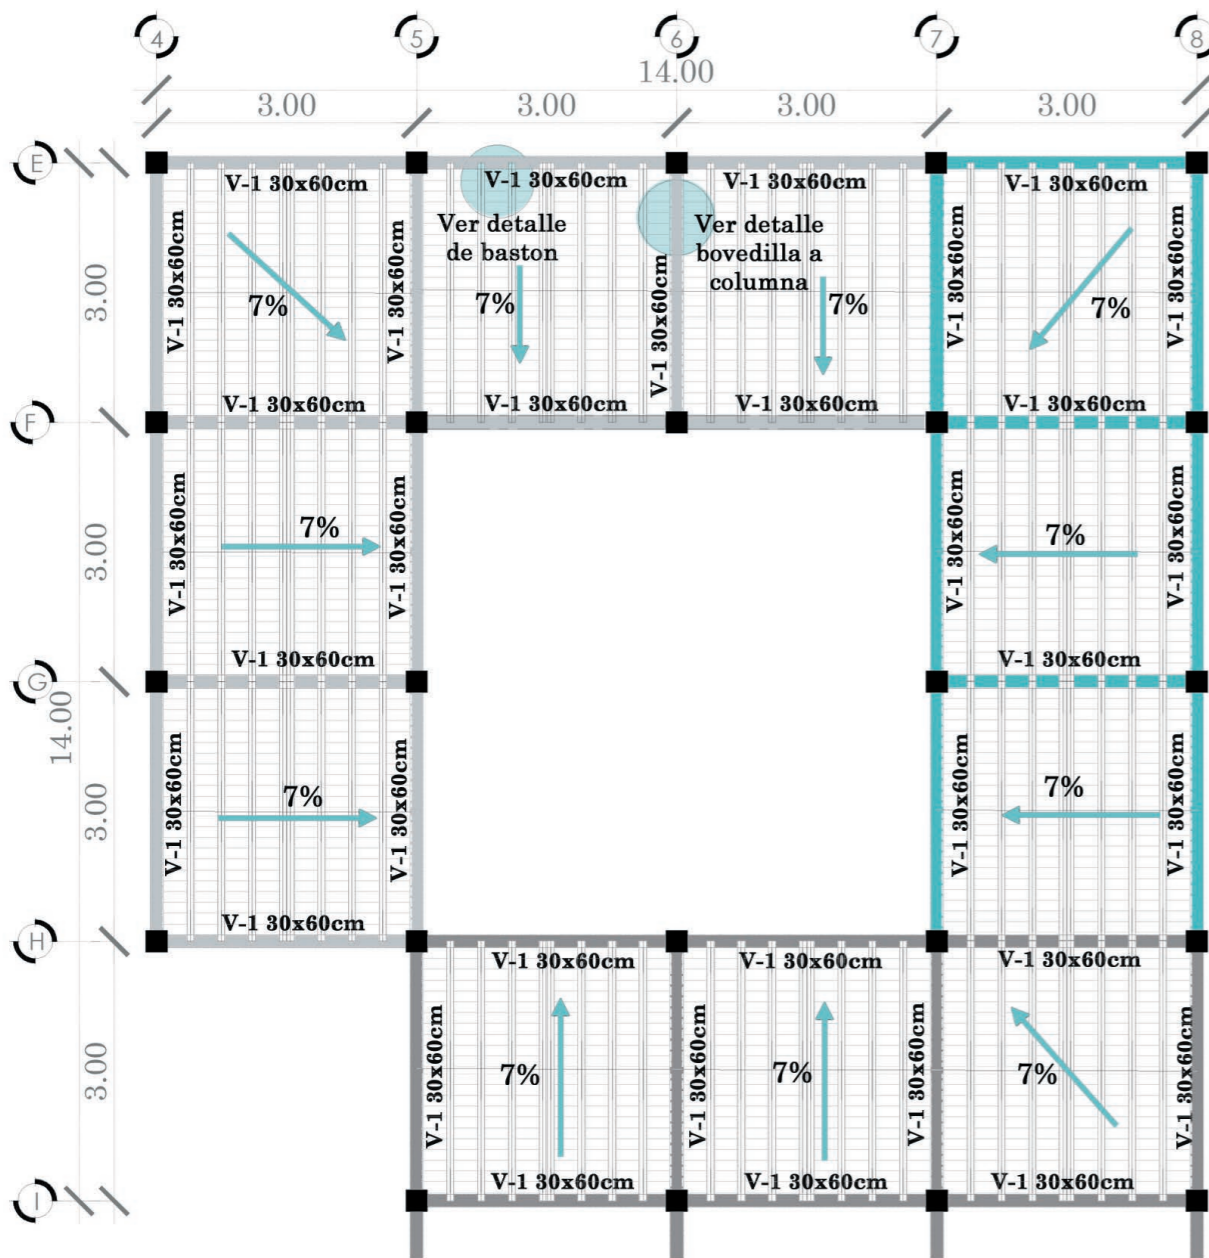 4 5 6 7 8
14.00
3.00 3.00 3.00 3.00
E
V-1 30x60cm V-1 30x60cm V-1 30x60cm V-1 30x60cm
V-1 30x60cm
V-1 30x60cm
Ver detalle
de baston
Ver detalle
bovedilla a
columna
V-1 30x60cm
V-1 30x60cm
V-1 30x60cm
3.00
7% 7% 7% 7%
V-1 30x60cm V-1 30x60cm V-1 30x60cm V-1 30x60cm
F
V-1 30x60cm
V-1 30x60cm
V-1 30x60cm
V-1 30x60cm
3.00
7% 7%
V-1 30x60cm V-1 30x60cm
G
14.00
V-1 30x60cm
V-1 30x60cm
V-1 30x60cm
V-1 30x60cm
3.00
7% 7%
V-1 30x60cm
H
V-1 30x60cm V-1 30x60cm V-1 30x60cm
V-1 30x60cm
V-1 30x60cm
V-1 30x60cm
V-1 30x60cm
3.00
7% 7% 7%
V-1 30x60cm V-1 30x60cm V-1 30x60cm
I